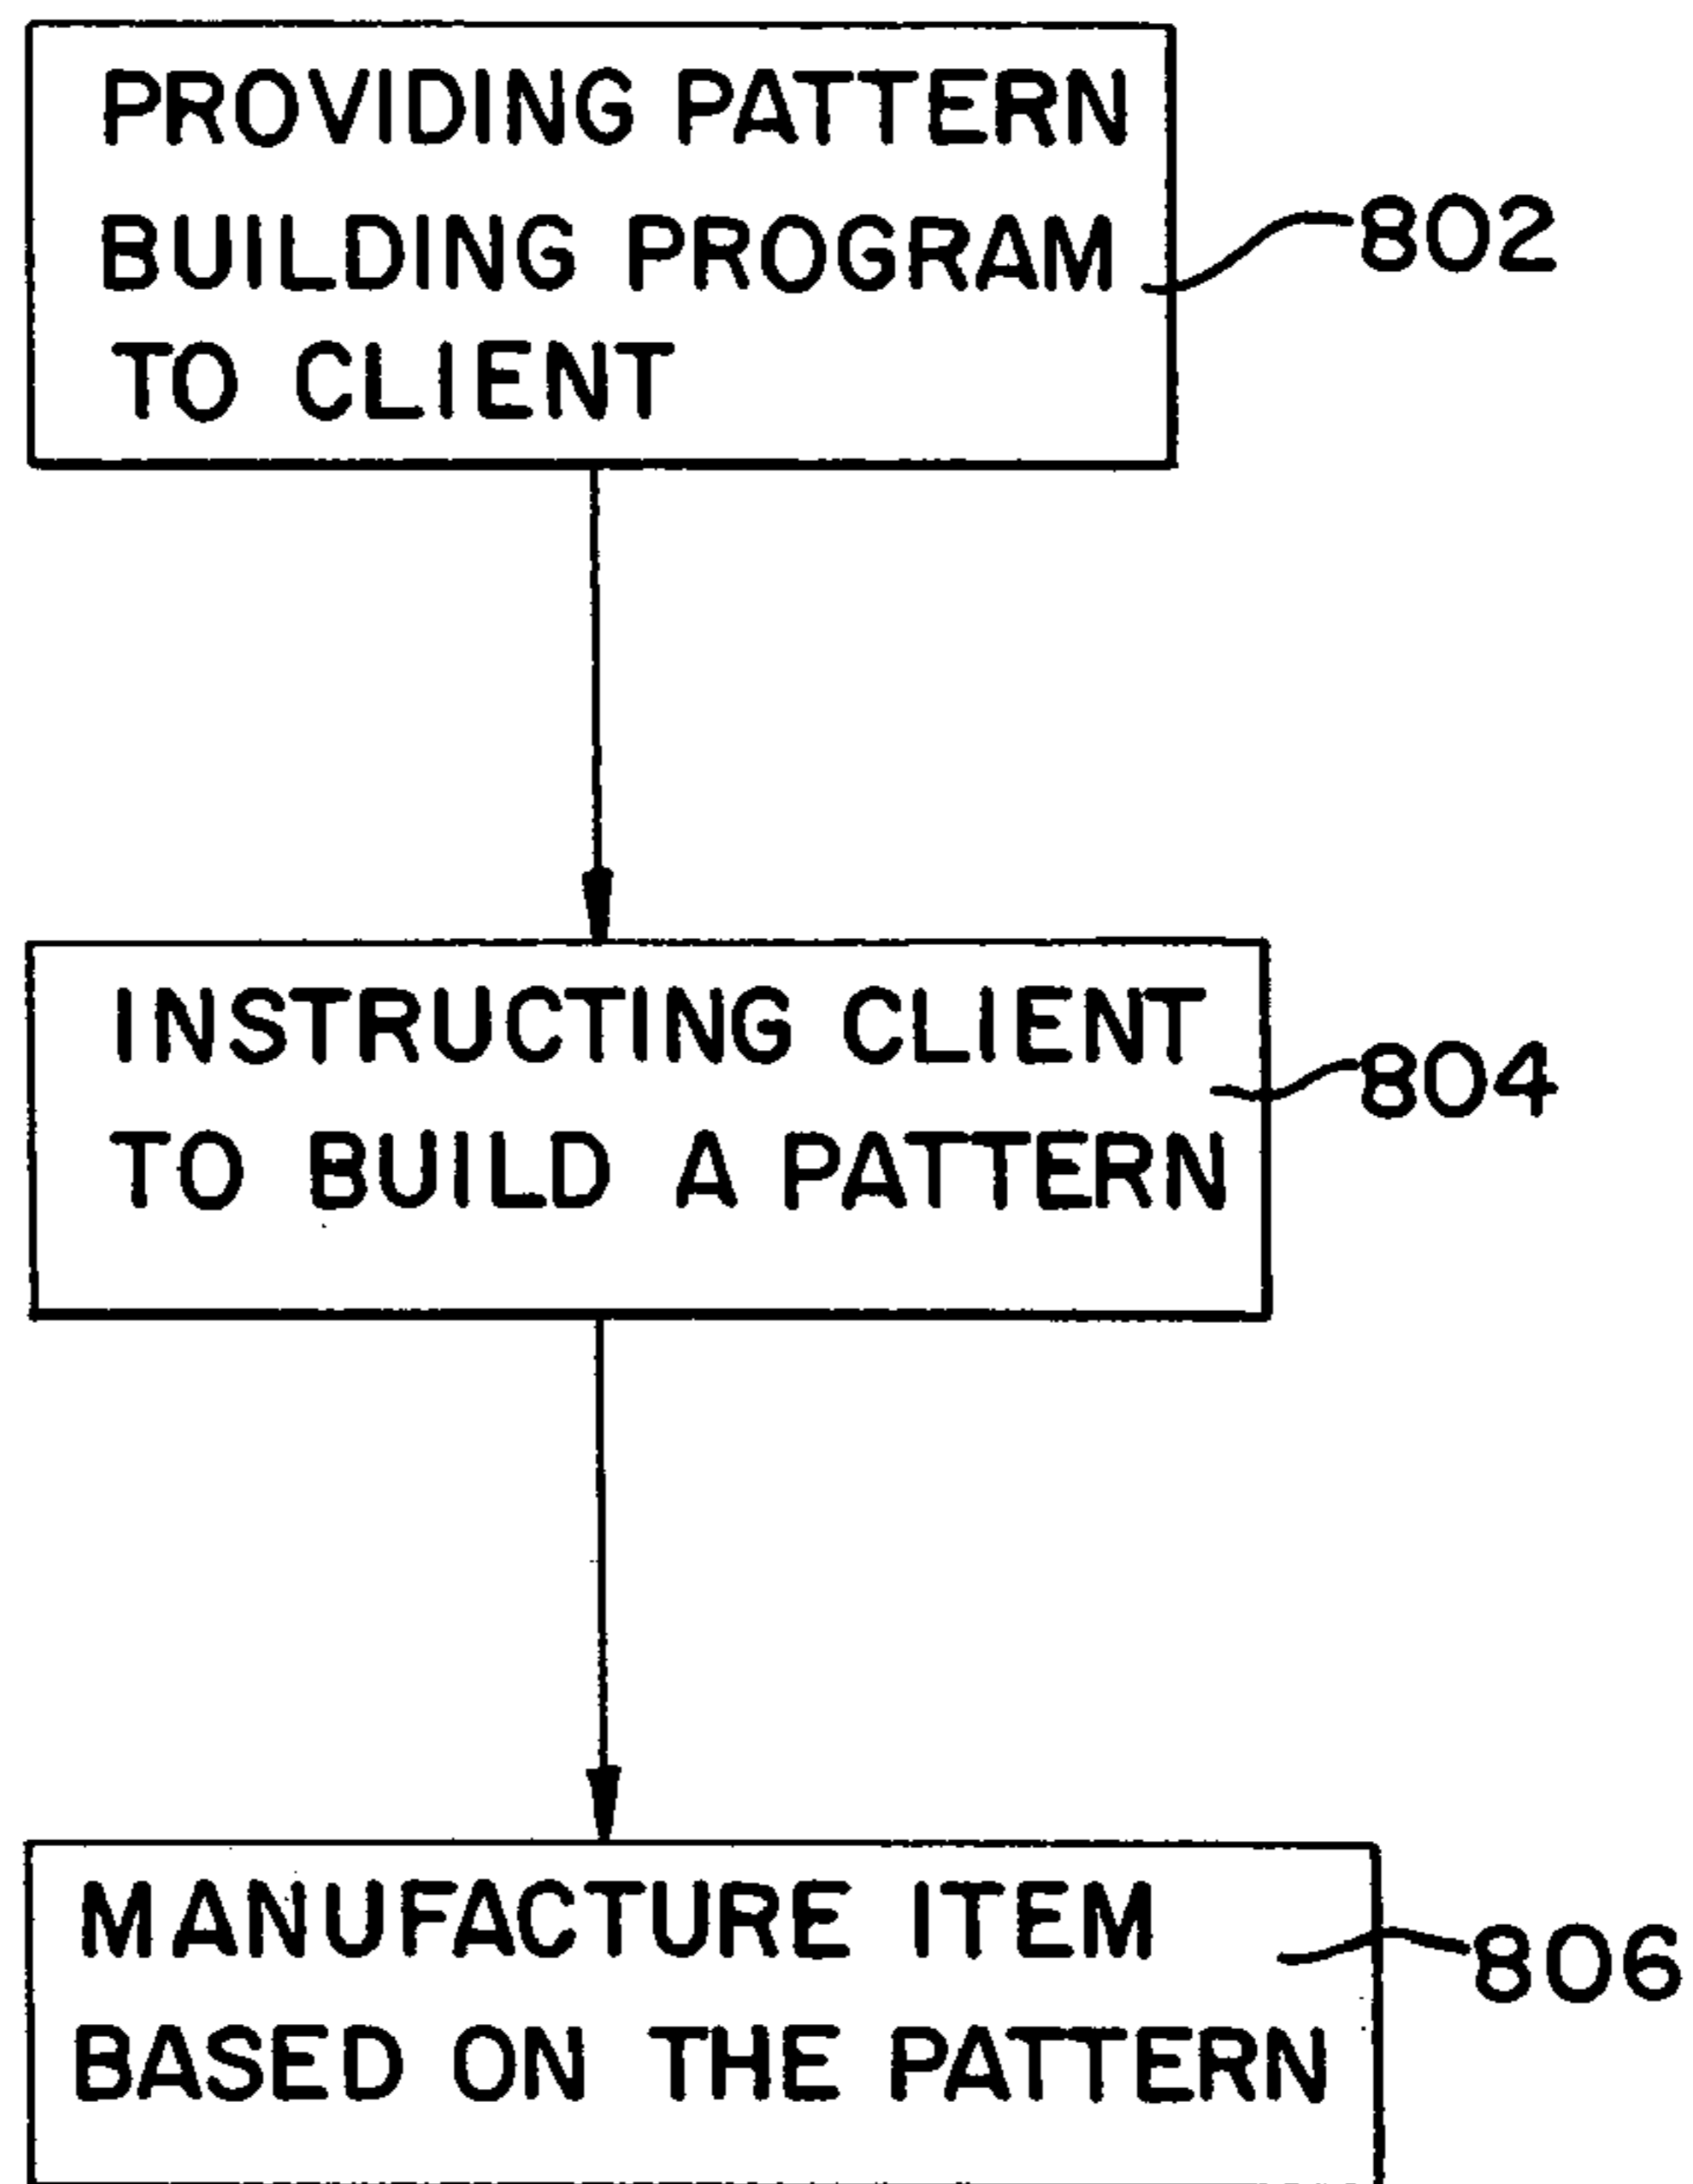 PROVIDING PATTERN
BUILDING PROGRAM
TO CLIENT
802
INSTRUCTING CLIENT
TO BUILD A PATTERN
804
MANUFACTURE ITEM
BASED ON THE PATTERN
806